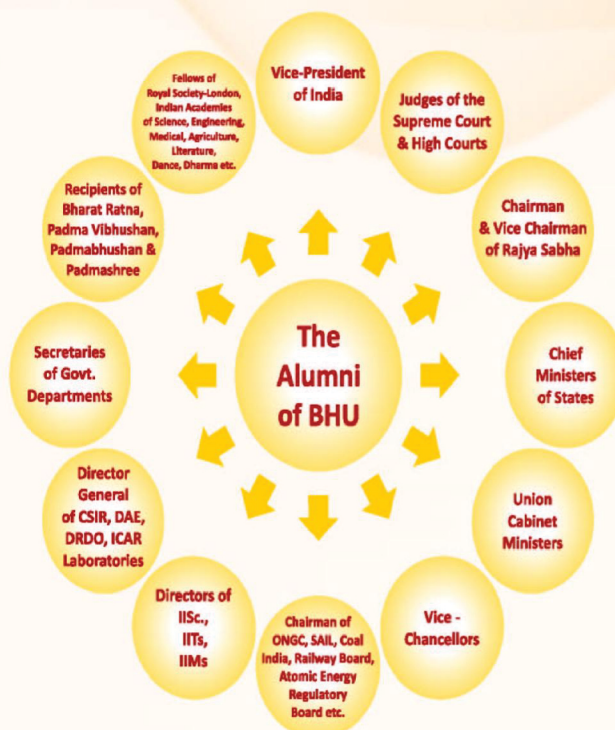 The
Alumni
of BHU
Vice-President
of India
Judges of the
Supreme Court
& High Courts
Chairman
& Vice Chairman
of Rajya Sabha
Chief
Ministers
of States
Union
Cabinet
Ministers
Vice -
Chancellors
Chairman of
ONGC, SAIL, Coal
India, Railway Board,
Atomic Energy
Regulatory
Board etc.
Directors of
IISc.,
IITs,
IIMs
Director
General
of CSIR, DAE,
DRDO, ICAR
Laboratories
Secretaries
of Govt.
Departments
Recipients of
Bharat Ratna,
Padma Vibhushan,
Padmabhushan &
Padmashree
Fellows of
Royal Society-London,
Indian Academies
of Science, Engineering,
Medical, Agriculture,
Literature,
Dance, Dharma etc.